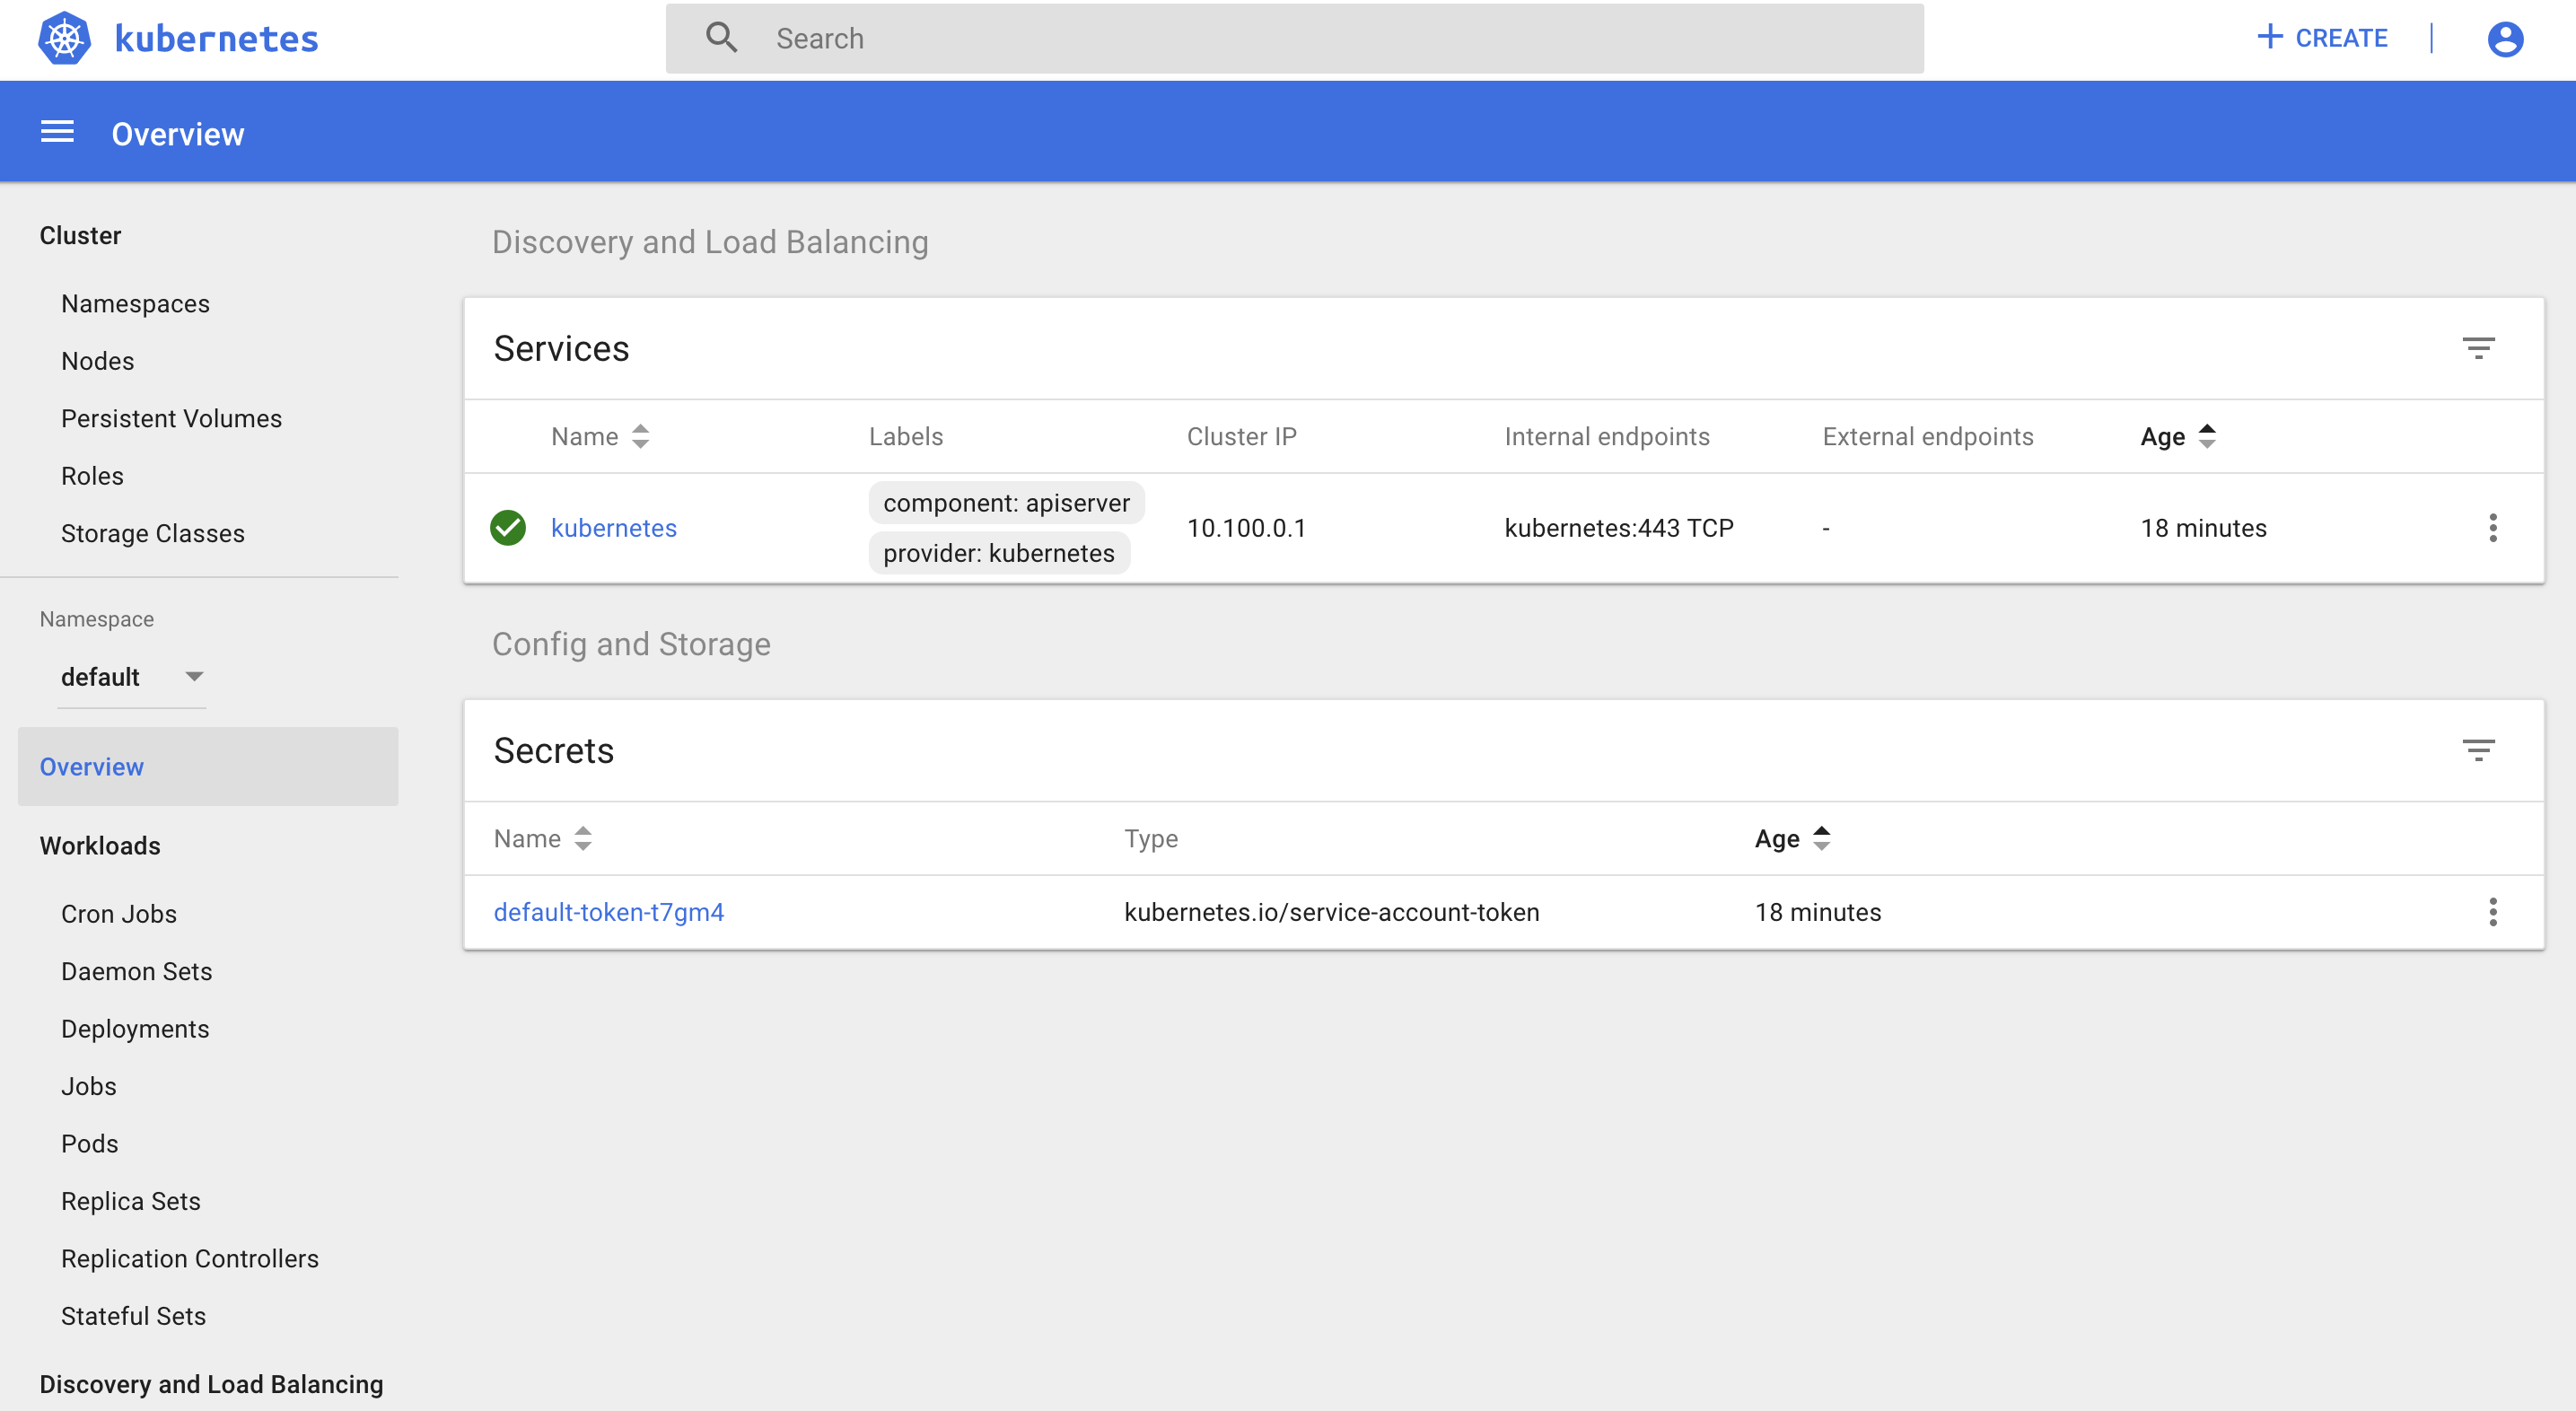 kubernetes
Search
+ CREATE
Overview
Cluster
Namespaces
Nodes
Persistent Volumes
Roles
Storage Classes
Namespace
default
Overview
Workloads
Cron Jobs
Daemon Sets
Deployments
Jobs
Pods
Replica Sets
Replication Controllers
Stateful Sets
Discovery and Load Balancing
Discovery and Load Balancing
Services
Name Labels Cluster IP Internal endpoints External endpoints Age
kubernetes component: apiserver provider: kubernetes 10.100.0.1 kubernetes:443 TCP - 18 minutes
Config and Storage
Secrets
Name Type Age
default-token-t7gm4 kubernetes.io/service-account-token 18 minutes